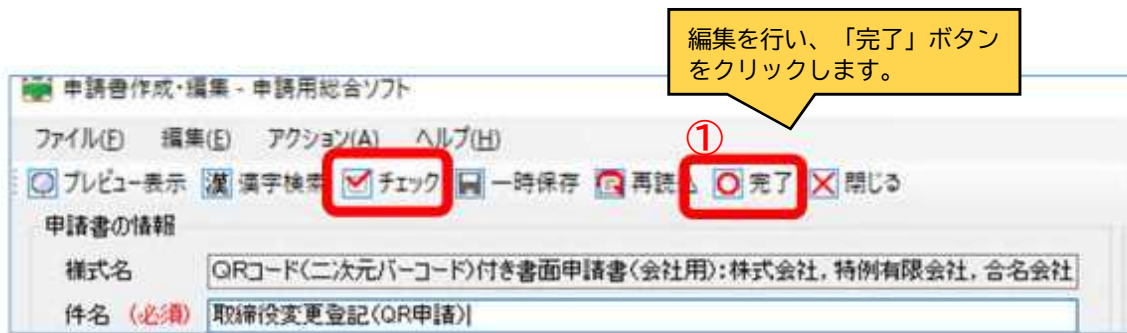 編集を行い、「完了」ボタン
をクリックします。
申請書作成・編集 - 申請用総合ソフト
ファイル(F) 編集(E) アクション(A) ヘルプ(H)
①
プレビュー表示 漢 漢字検索 チェック 一時保存 再読込 完了 閉じる
申請書の情報
様式名 QRコード(二次元バーコード)付き書面申請書(会社用):株式会社,特例有限会社,合名会社
件名 (必須) 取締役変更登記(QR申請)